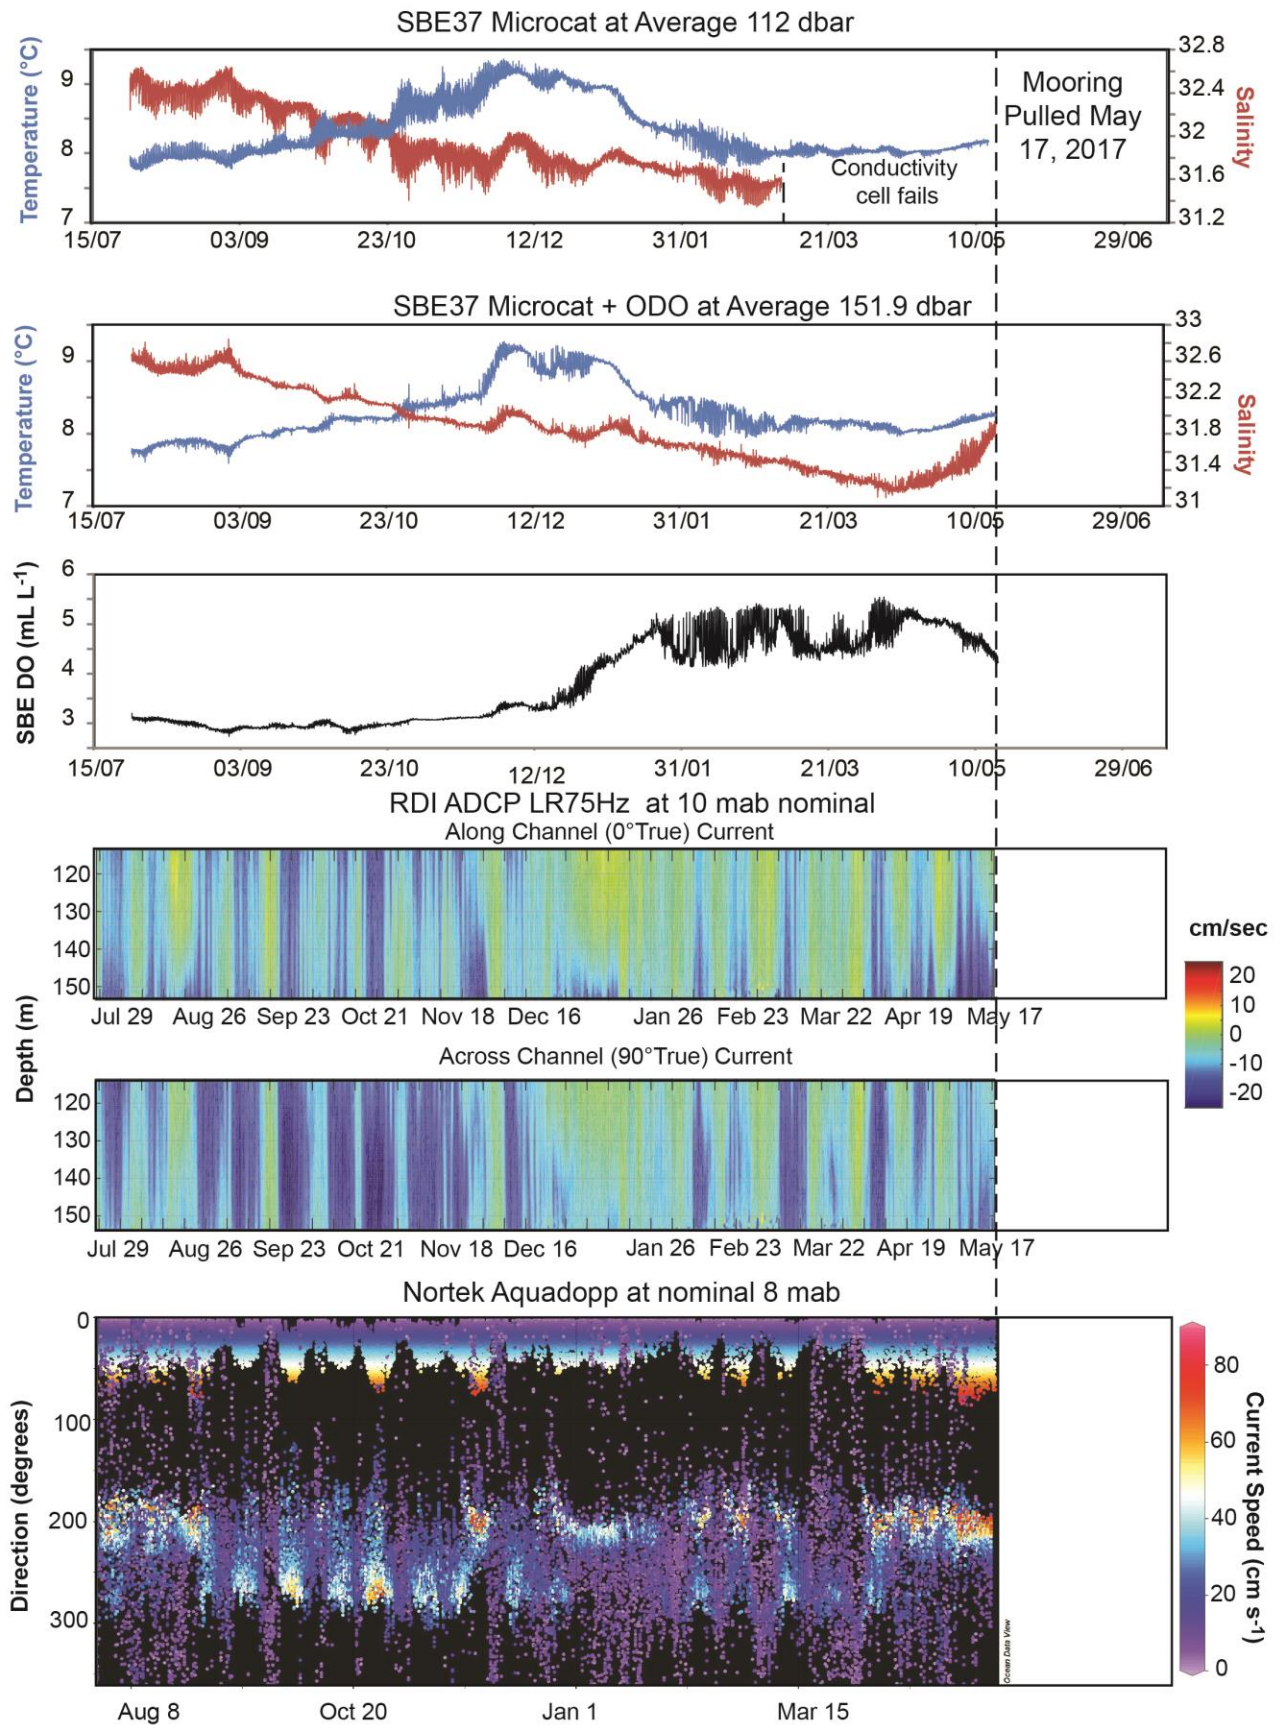 SBE37 Microcat at Average 112 dbar
Temperature (°C)
9
8
7
32.8
32.4
32
31.6
31.2
Salinity
Mooring
Pulled May
17, 2017
Conductivity
cell fails
15/07 03/09 23/10 12/12 31/01 21/03 10/05 29/06
SBE37 Microcat + ODO at Average 151.9 dbar
Temperature (°C)
9
8
7
33
32.6
32.2
31.8
31.4
31
Salinity
15/07 03/09 23/10 12/12 31/01 21/03 10/05 29/06
SBE DO (mL L-1)
6
5
4
3
15/07 03/09 23/10 12/12 31/01 21/03 10/05 29/06
RDI ADCP LR75Hz at 10 mab nominal
Along Channel (0°True) Current
120
130
140
150
Jul 29 Aug 26 Sep 23 Oct 21 Nov 18 Dec 16 Jan 26 Feb 23 Mar 22 Apr 19 May 17
Depth (m)
cm/sec
20
10
0
-10
-20
Across Channel (90°True) Current
120
130
140
150
Jul 29 Aug 26 Sep 23 Oct 21 Nov 18 Dec 16 Jan 26 Feb 23 Mar 22 Apr 19 May 17
Nortek Aquadopp at nominal 8 mab
Direction (degrees)
0
100
200
300
80
60
40
20
0
Current Speed (cm s-1)
Ocean Data View
Aug 8 Oct 20 Jan 1 Mar 15